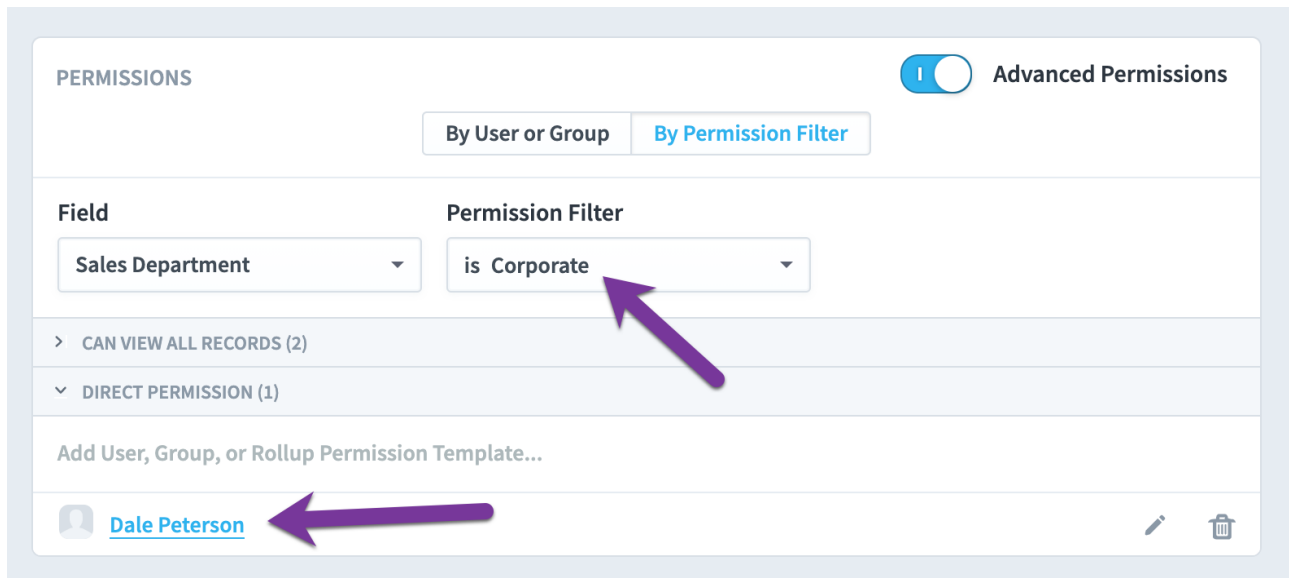 PERMISSIONS
Advanced Permissions
By User or Group
By Permission Filter
Field
Permission Filter
Sales Department
is Corporate
CAN VIEW ALL RECORDS (2)
DIRECT PERMISSION (1)
Add User, Group, or Rollup Permission Template...
Dale Peterson